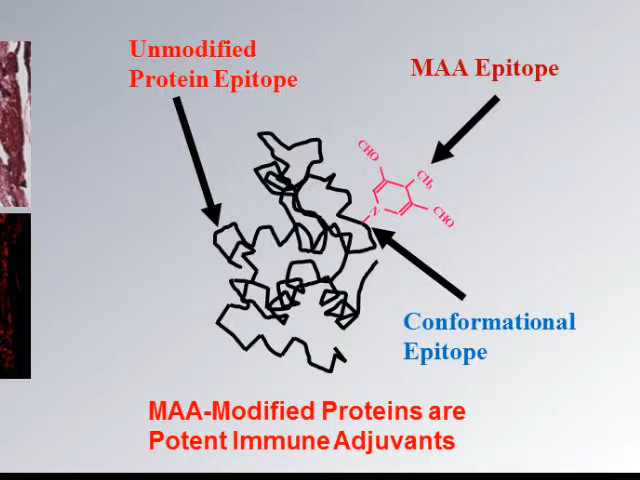 Unmodified
Protein Epitope
MAA Epitope
CHO
CH3
CHO
N
Conformational
Epitope
MAA-Modified Proteins are
Potent Immune Adjuvants